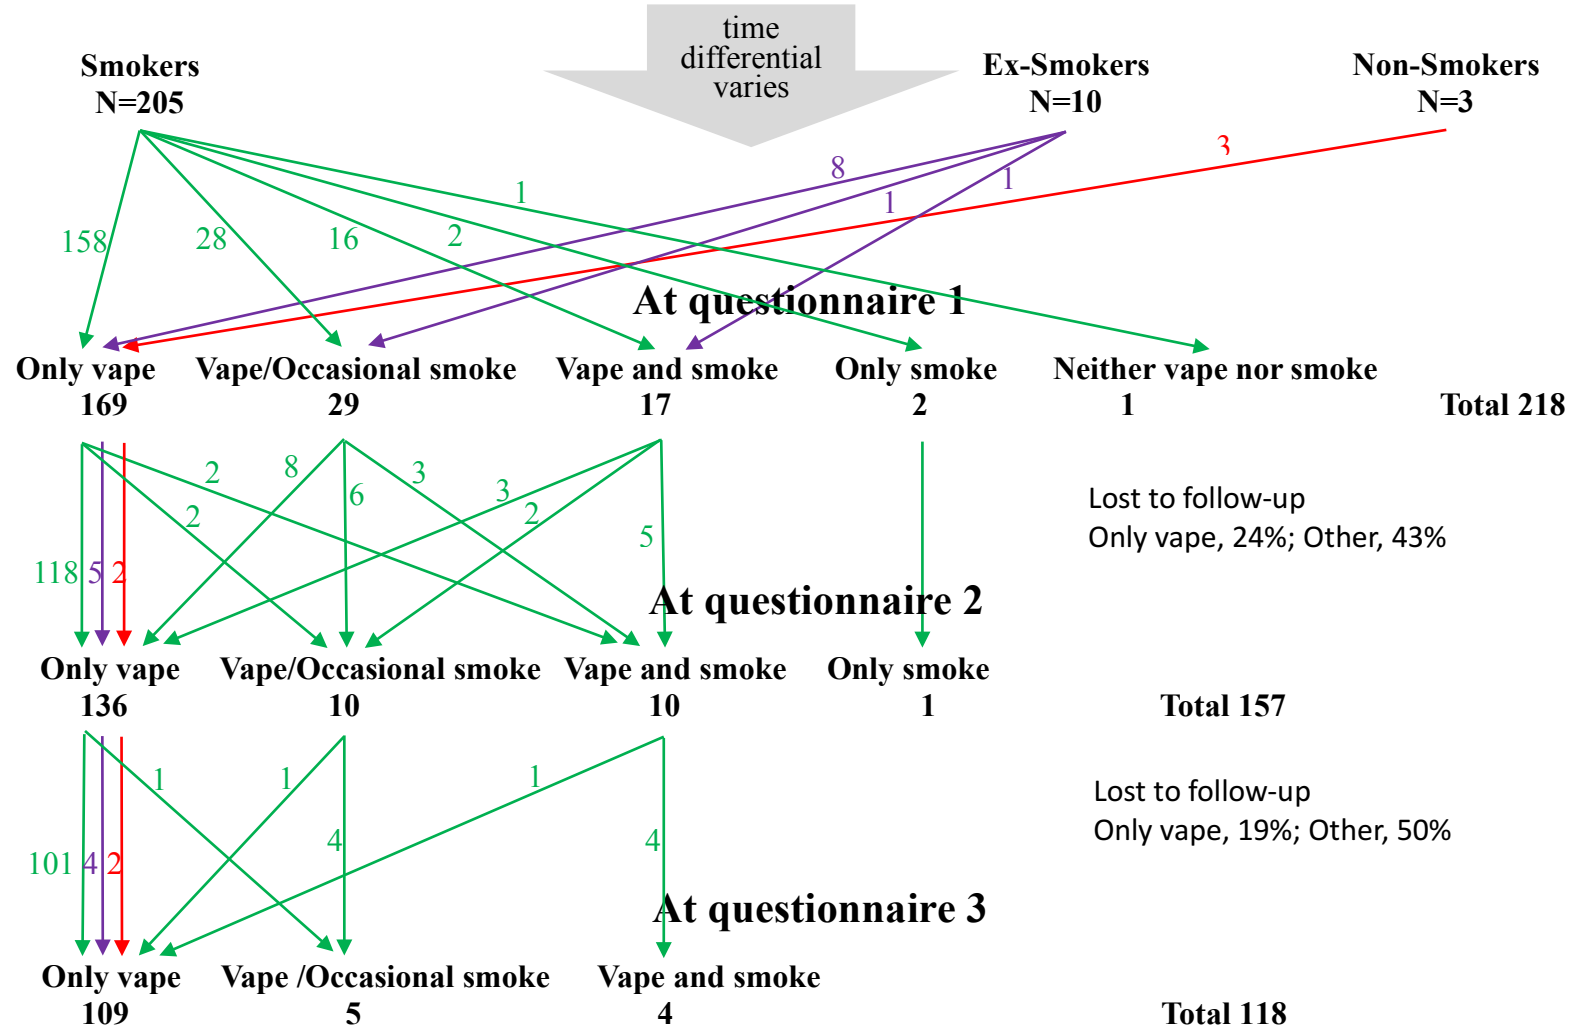 time
differential
varies
Smokers
N=205
Ex-Smokers
N=10
Non-Smokers
N=3
3
8
1
1
1
158
28
16
2
At questionnaire 1
Only vape
169
Vape/Occasional smoke
29
Vape and smoke
17
Only smoke
2
Neither vape nor smoke
1
Total 218
2
8
3
3
6
2
2
5
118
5
2
Lost to follow-up
Only vape, 24%; Other, 43%
At questionnaire 2
Only vape
136
Vape/Occasional smoke
10
Vape and smoke
10
Only smoke
1
Total 157
1
1
1
4
4
101
4
2
Lost to follow-up
Only vape, 19%; Other, 50%
At questionnaire 3
Only vape
109
Vape /Occasional smoke
5
Vape and smoke
4
Total 118